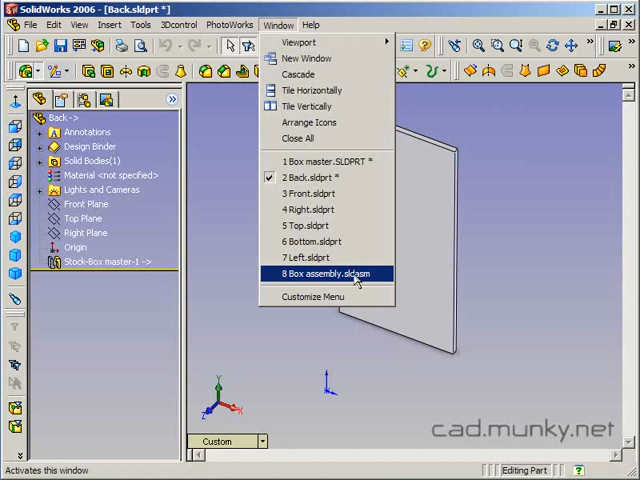 SolidWorks 2006 - [Back.sldprt *]
File Edit View Insert Tools 3Dcontrol PhotoWorks Window Help
Viewport
New Window
Cascade
Tile Horizontally
Tile Vertically
Arrange Icons
Close All
1 Box master.SLDPRT *
2 Back.sldprt *
3 Front.sldprt
4 Right.sldprt
5 Top.sldprt
6 Bottom.sldprt
7 Left.sldprt
8 Box assembly.sldasm
Customize Menu
Back ->
Annotations
Design Binder
Solid Bodies(1)
Material <not specified>
Lights and Cameras
Front Plane
Top Plane
Right Plane
Origin
Stock-Box master-1 ->
Y
Z
X
Custom
cad.munky.net
Activates this window
Editing Part